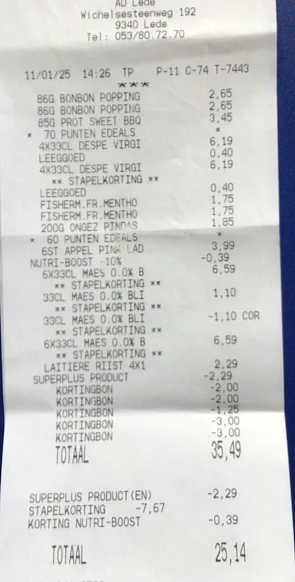 AD Lede
Wichelsesteenweg 192
9340 Lede
Tel: 053/80.72.70
11/01/25 14:26 TP P-11 C-74 T-7443
***
86G BONBON POPPING 2,65
86G BONBON POPPING 2,65
85G PROT SWEET BBQ 3,45
* 70 PUNTEN EDEALS *
4X33CL DESPE VIRGI 6,19
LEEGGOED 0,40
4X33CL DESPE VIRGI 6,19
** STAPELKORTING **
LEEGGOED 0,40
FISHERM.FR.MENTHO 1,75
FISHERM.FR.MENTHO 1,75
200G ONGEZ PINDAS 1,85
* 60 PUNTEN EDEALS *
6ST APPEL PINK LAD 3,99
NUTRI-BOOST -10% -0,39
6X33CL MAES 0.0% B 6,59
** STAPELKORTING **
33CL MAES 0.0% BLI 1,10
** STAPELKORTING **
33CL MAES 0.0% BLI -1,10 COR
** STAPELKORTING **
6X33CL MAES 0.0% B 6,59
** STAPELKORTING **
LAITIERE RIJST 4X1 2,29
SUPERPLUS PRODUCT -2,29
KORTINGBON -2,00
KORTINGBON -2,00
KORTINGBON -1,25
KORTINGBON -3,00
KORTINGBON -3,00
TOTAAL 35,49
SUPERPLUS PRODUCT(EN) -2,29
STAPELKORTING -7,67
KORTING NUTRI-BOOST -0,39
TOTAAL 25,14